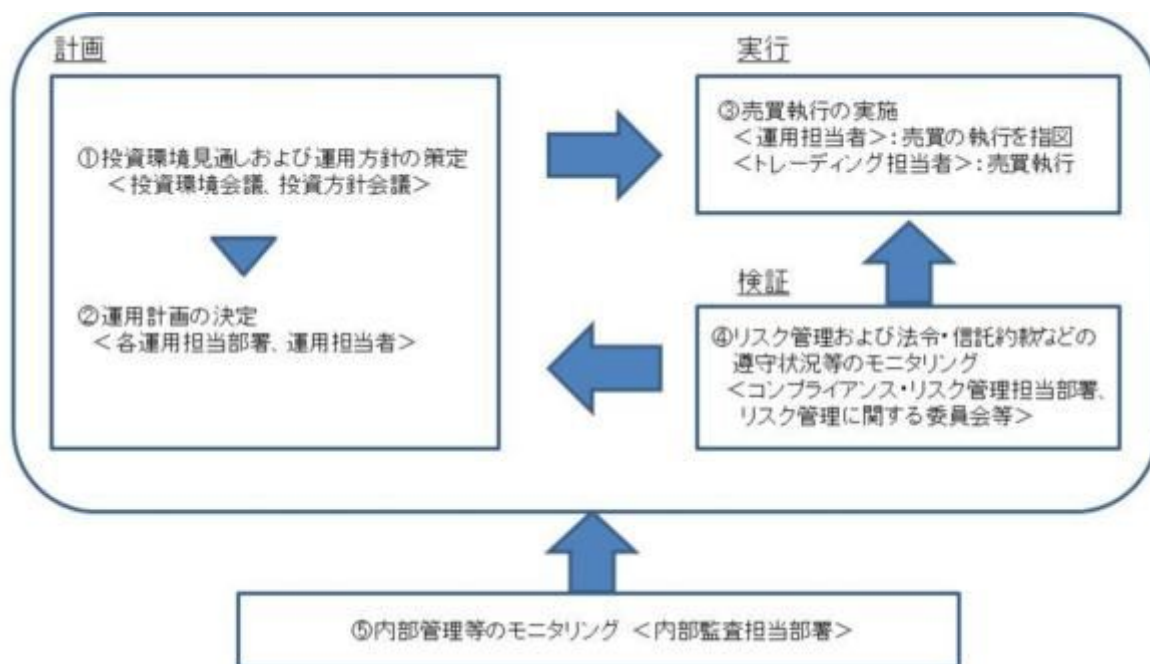 計画
①投資環境見通しおよび運用方針の策定
＜投資環境会議、投資方針会議＞
②運用計画の決定
＜各運用担当部署、運用担当者＞
実行
③売買執行の実施
＜運用担当者＞：売買の執行を指図
＜トレーディング担当者＞：売買執行
検証
④リスク管理および法令・信託約款などの
遵守状況等のモニタリング
＜コンプライアンス・リスク管理担当部署、
リスク管理に関する委員会等＞
⑤内部管理等のモニタリング ＜内部監査担当部署＞